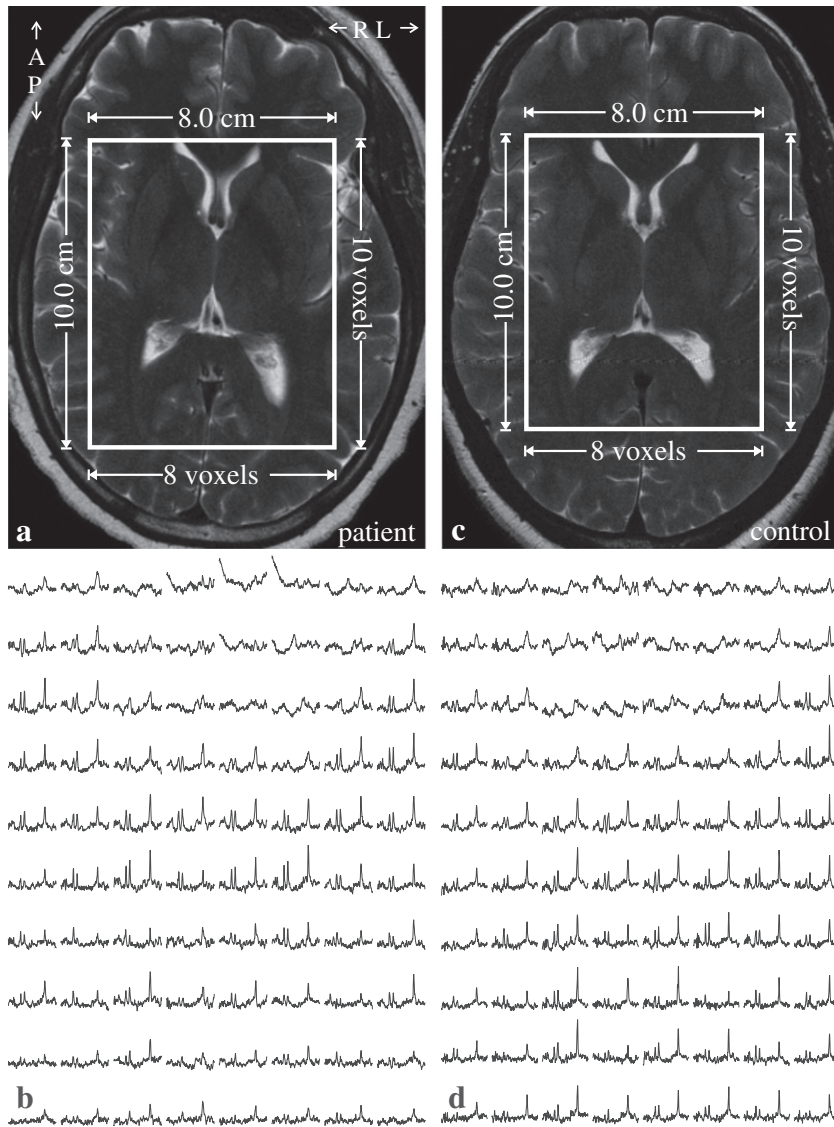 ↑
A
P
↓
← R L →
8.0 cm
10.0 cm
10 voxels
8 voxels
a
patient
8.0 cm
10.0 cm
10 voxels
8 voxels
c
control
b
d